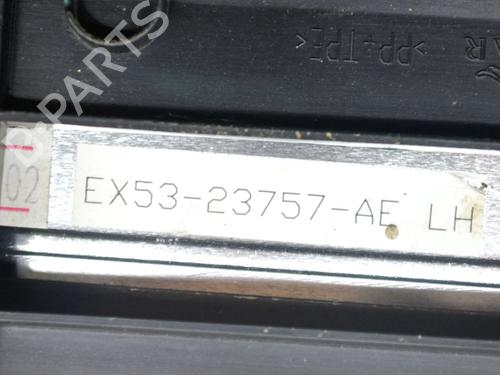 >PP+TPE<
B-PARTS
02
EX53-23757-AE LH